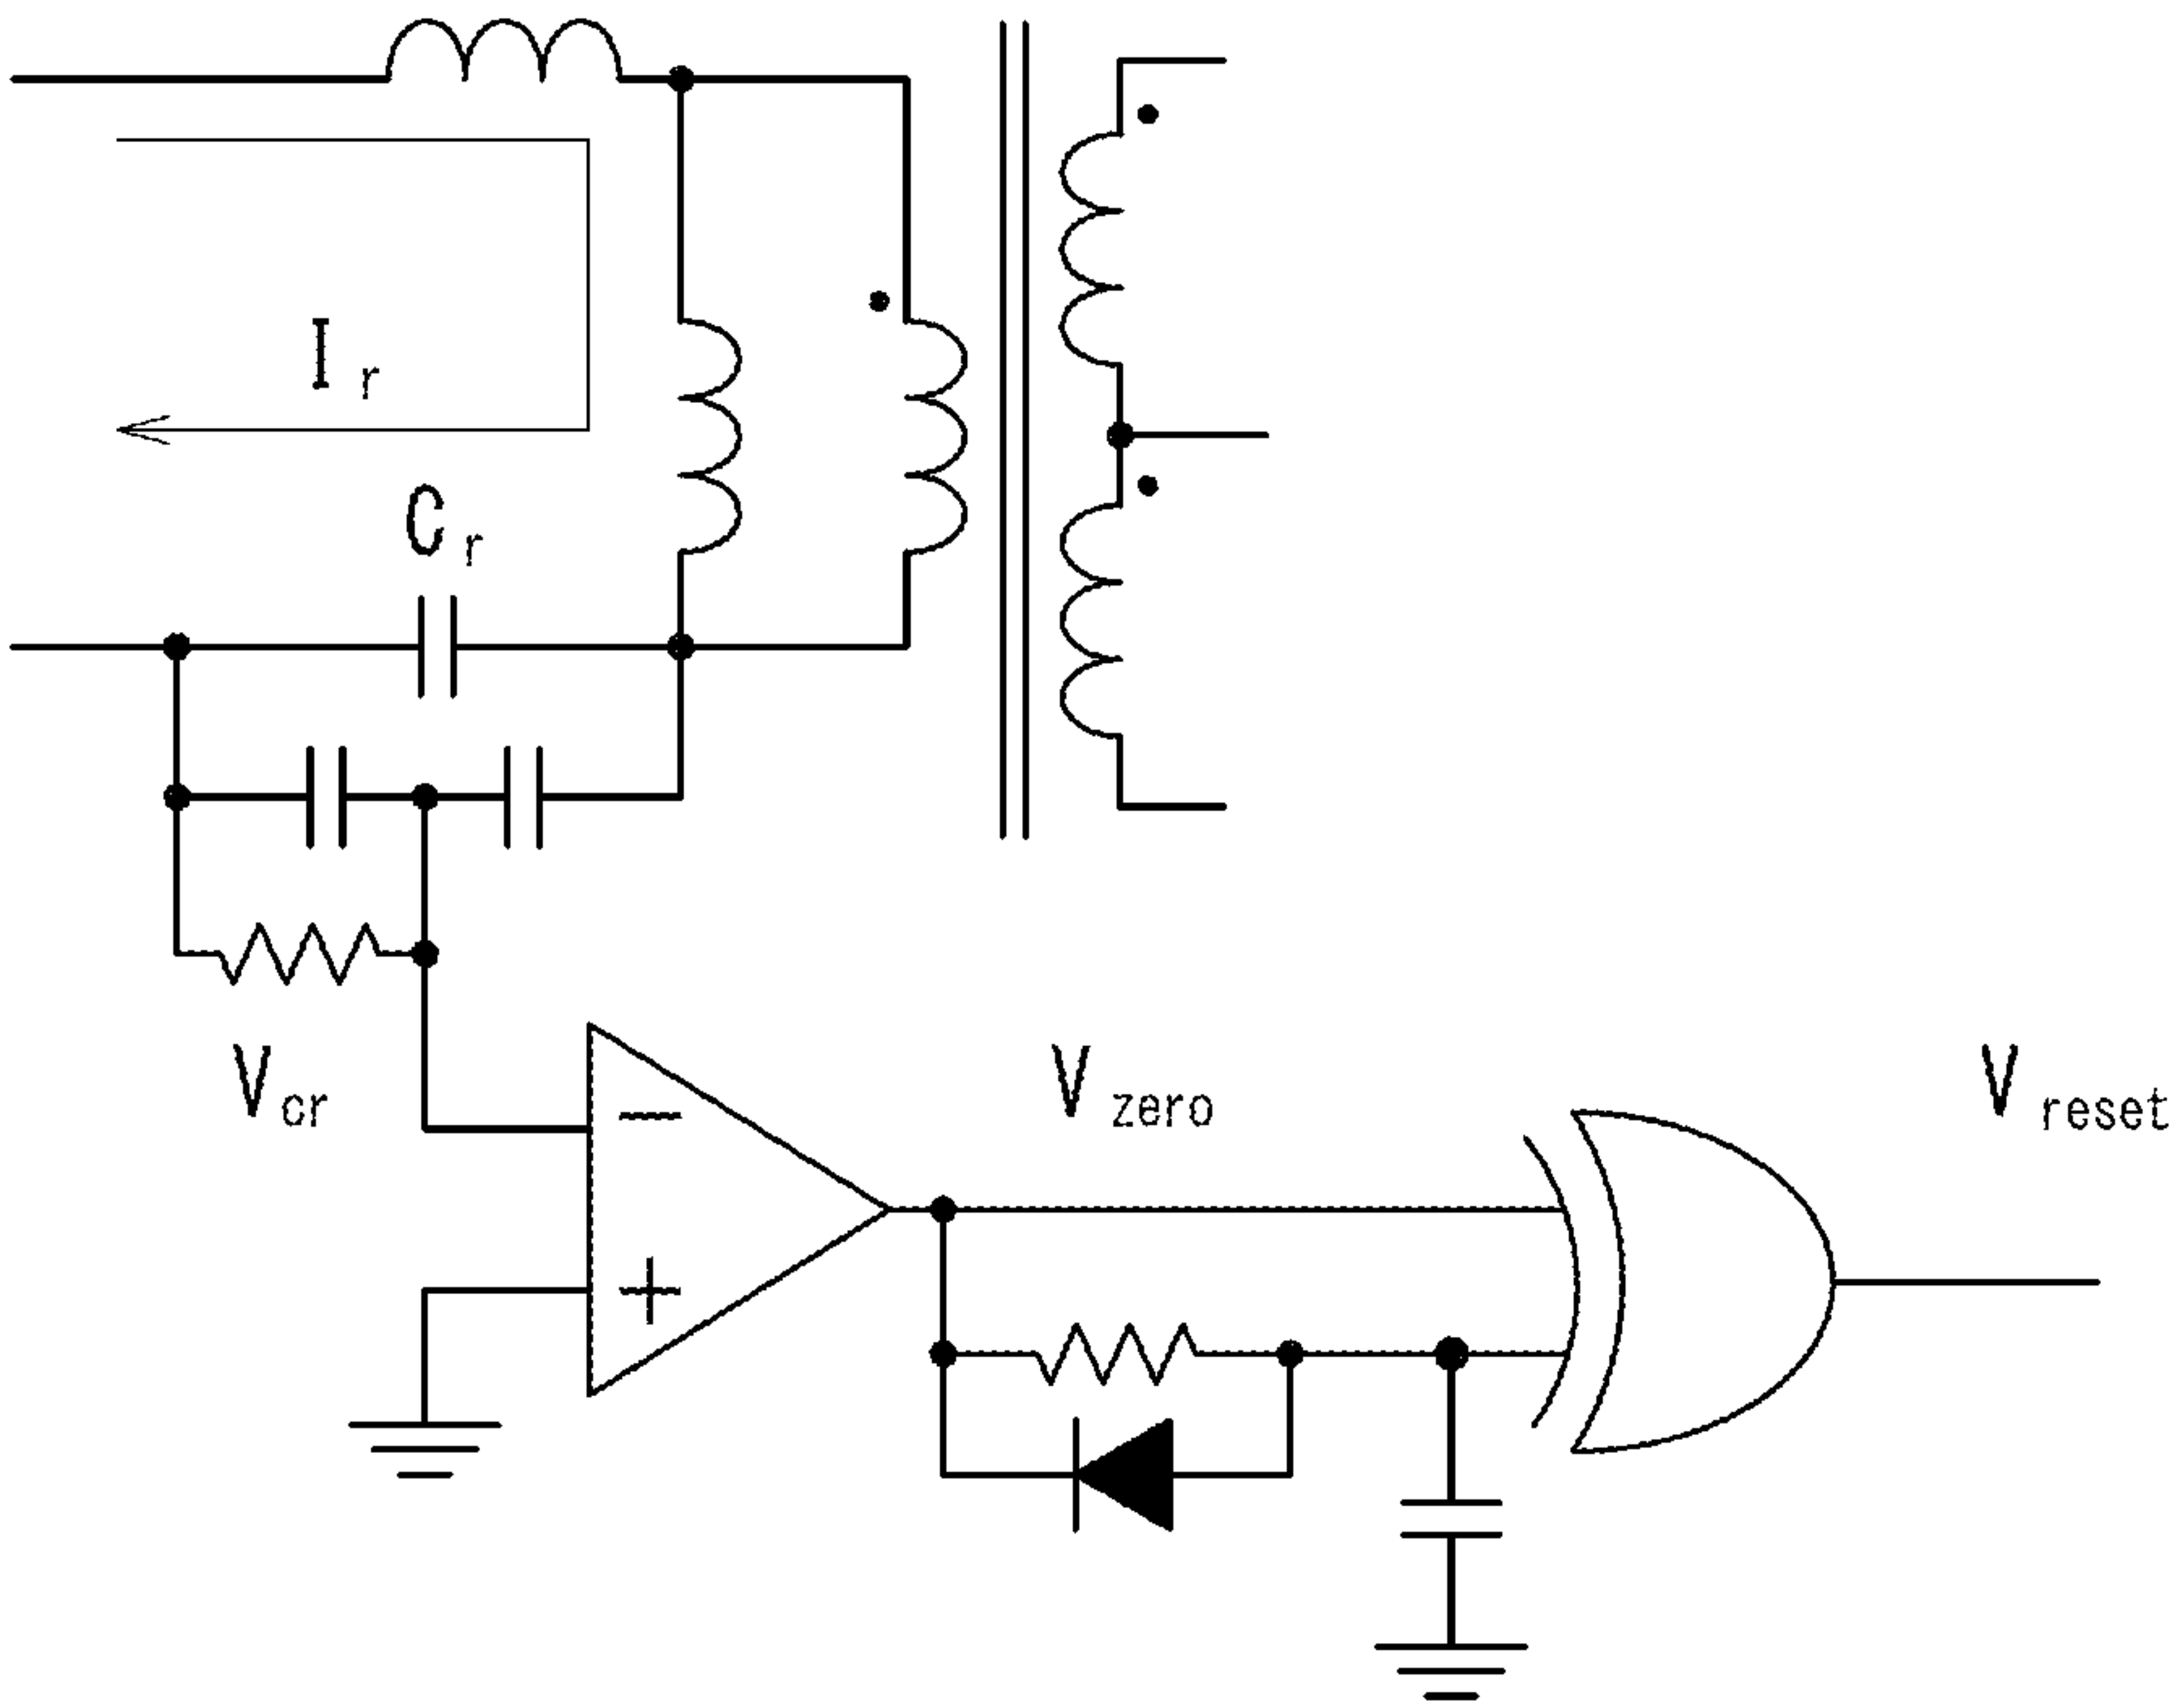 I r
C r
V cr
V zero
V reset
−
+